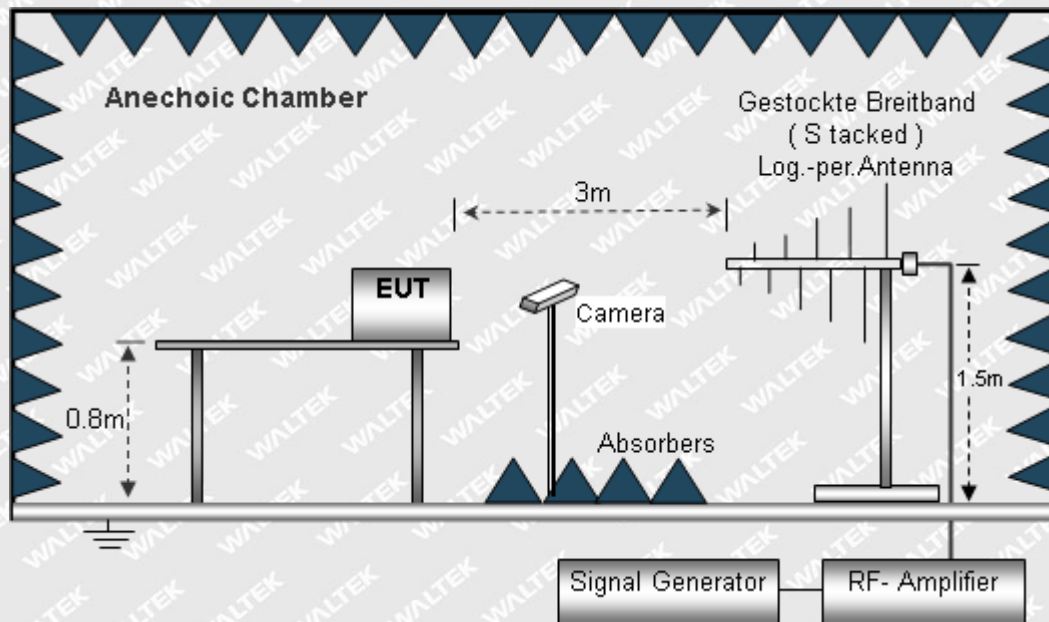 Anechoic Chamber
Gestockte Breitband
( S tacked )
Log.-per.Antenna
3m
EUT
Camera
0.8m
1.5m
Absorbers
Signal Generator
RF- Amplifier
WALTEK